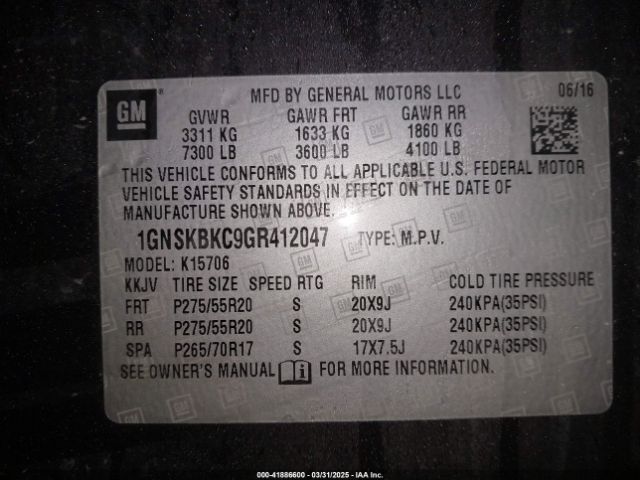 GM
®
MFD BY GENERAL MOTORS LLC 06/16
GVWR GAWR FRT GAWR RR
3311 KG 1633 KG 1860 KG
7300 LB 3600 LB 4100 LB
THIS VEHICLE CONFORMS TO ALL APPLICABLE U.S. FEDERAL MOTOR
VEHICLE SAFETY STANDARDS IN EFFECT ON THE DATE OF
MANUFACTURE SHOWN ABOVE.
1GNSKBKC9GR412047 TYPE: M.P.V.
MODEL: K15706
KKJV TIRE SIZE SPEED RTG RIM COLD TIRE PRESSURE
FRT P275/55R20 S 20X9J 240KPA(35PSI)
RR P275/55R20 S 20X9J 240KPA(35PSI)
SPA P265/70R17 S 17X7.5J 240KPA(35PSI)
SEE OWNER'S MANUAL i FOR MORE INFORMATION.
000-41886600 - 03/31/2025 - IAA Inc.